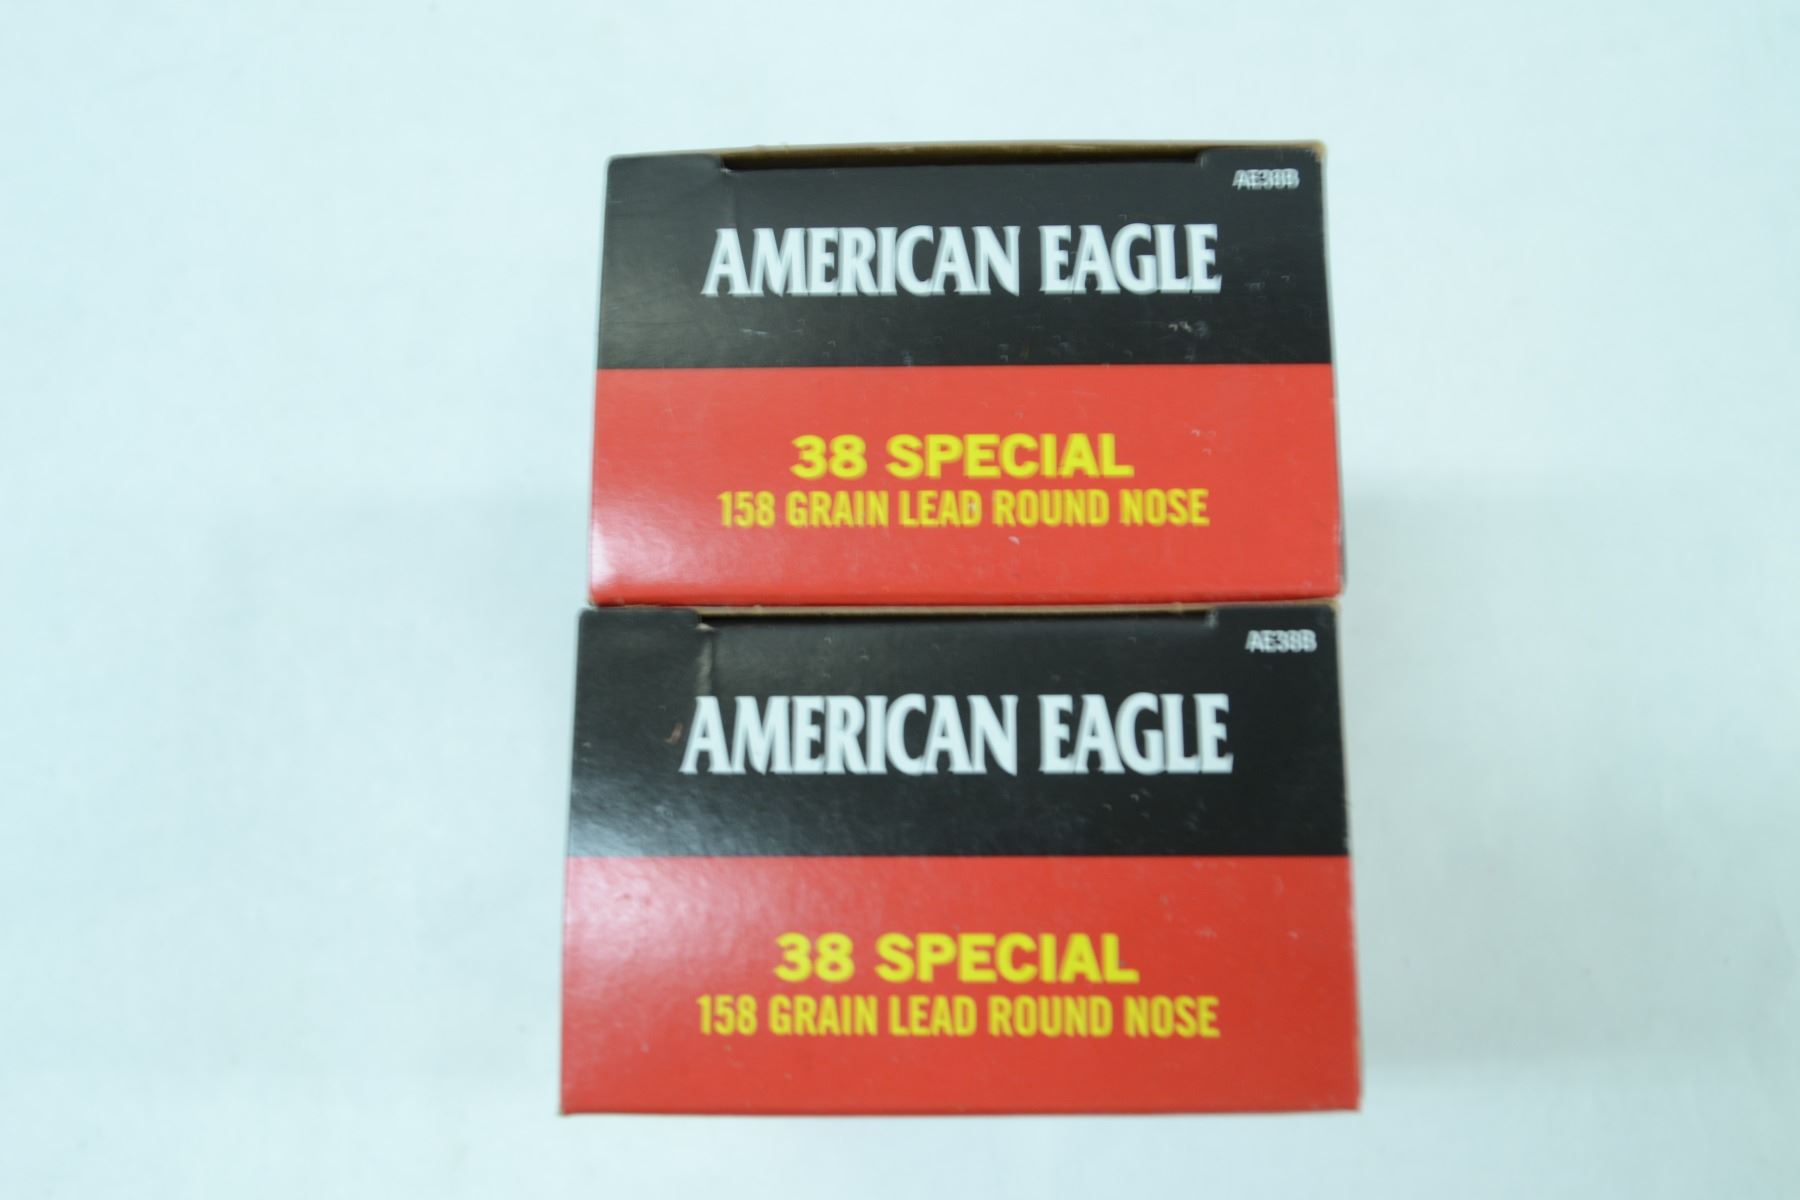 AE38B
AMERICAN EAGLE
38 SPECIAL
158 GRAIN LEAD ROUND NOSE
AE38B
AMERICAN EAGLE
38 SPECIAL
158 GRAIN LEAD ROUND NOSE